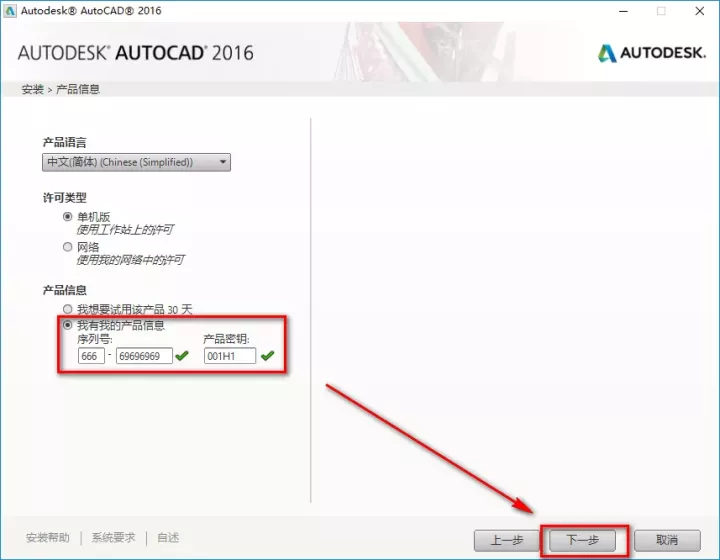 Autodesk® AutoCAD® 2016
AUTODESK® AUTOCAD® 2016
AUTODESK.
安装 > 产品信息
产品语言
中文(简体) (Chinese (Simplified))
许可类型
单机版
使用工作站上的许可
网络
使用我的网络中的许可
产品信息
我想要试用该产品 30 天
我有我的产品信息
序列号: 产品密钥:
666 - 69696969 001H1
安装帮助 | 系统要求 | 自述
上一步 下一步 取消